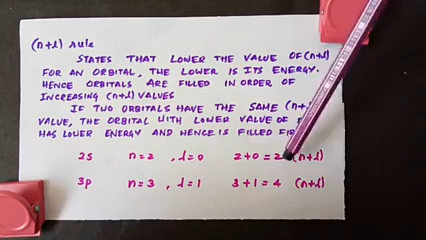 (n+l) rule
STATES THAT LOWER THE VALUE OF (n+l)
FOR AN ORBITAL, THE LOWER IS ITS ENERGY.
HENCE ORBITALS ARE FILLED IN ORDER OF
INCREASING (n+l) VALUES
IF TWO ORBITALS HAVE THE SAME (n+
VALUE, THE ORBITAL WITH LOWER VALUE OF
HAS LOWER ENERGY AND HENCE IS FILLED
2s n=2 , l=0 2+0=2 (n+l)
3p n=3 , l=1 3+1=4 (n+l)